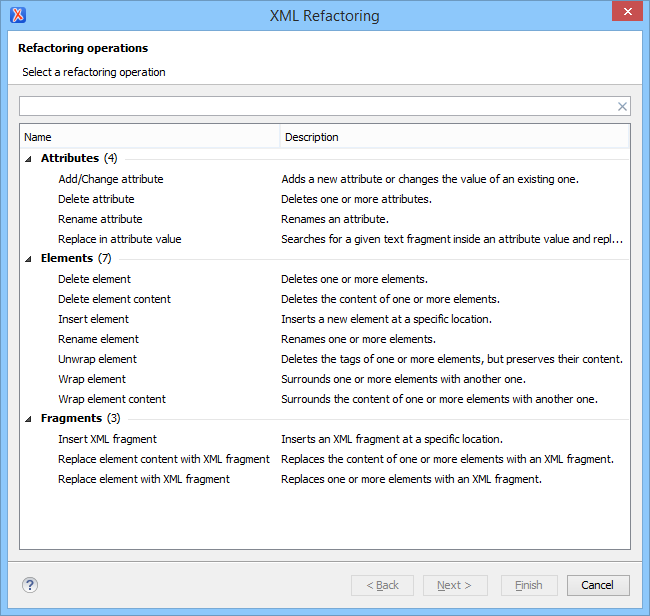 XML Refactoring
Refactoring operations
Select a refactoring operation
Name Description
Attributes (4)
Add/Change attribute Adds a new attribute or changes the value of an existing one.
Delete attribute Deletes one or more attributes.
Rename attribute Renames an attribute.
Replace in attribute value Searches for a given text fragment inside an attribute value and repl...
Elements (7)
Delete element Deletes one or more elements.
Delete element content Deletes the content of one or more elements.
Insert element Inserts a new element at a specific location.
Rename element Renames one or more elements.
Unwrap element Deletes the tags of one or more elements, but preserves their content.
Wrap element Surrounds one or more elements with another one.
Wrap element content Surrounds the content of one or more elements with another one.
Fragments (3)
Insert XML fragment Inserts an XML fragment at a specific location.
Replace element content with XML fragment Replaces the content of one or more elements with an XML fragment.
Replace element with XML fragment Replaces one or more elements with an XML fragment.
? < Back Next > Finish Cancel